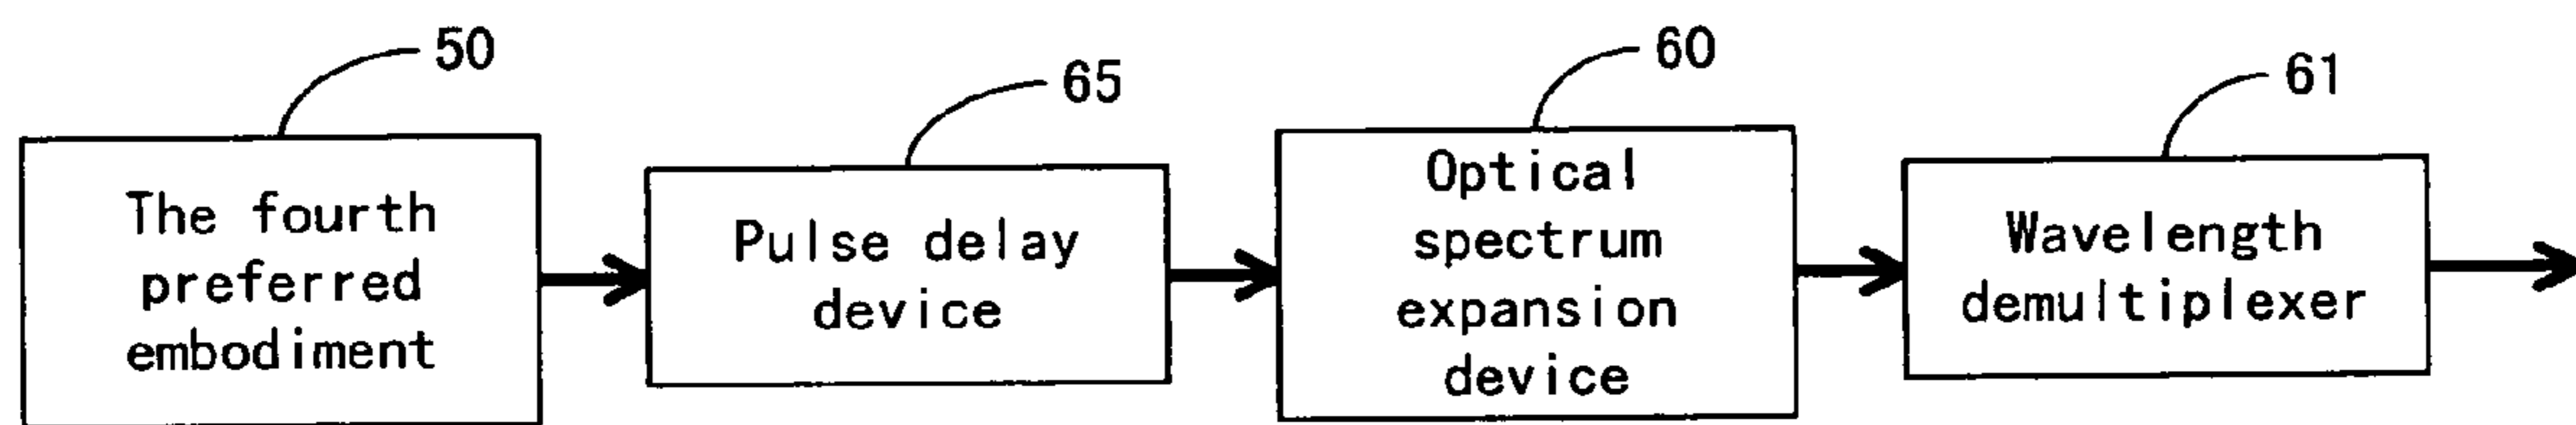 50
65
60
61
The fourth
preferred
embodiment
Pulse delay
device
Optical
spectrum
expansion
device
Wavelength
demultiplexer